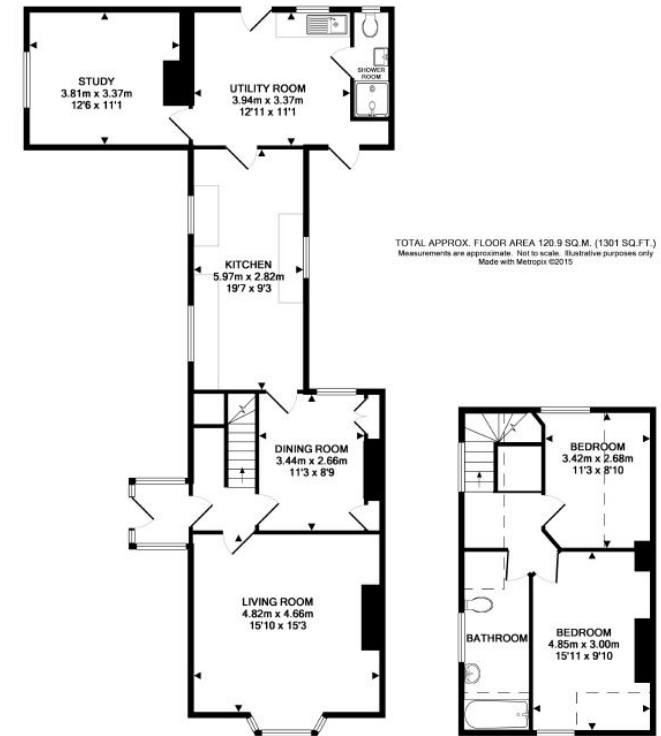 STUDY
3.81m x 3.37m
12'6 x 11'1
UTILITY ROOM
3.94m x 3.37m
12'11 x 11'1
SHOWER
ROOM
KITCHEN
5.97m x 2.82m
19'7 x 9'3
TOTAL APPROX. FLOOR AREA 120.9 SQ.M. (1301 SQ.FT.)
Measurements are approximate. Not to scale. Illustrative purposes only
Made with Metropix ©2015
DINING ROOM
3.44m x 2.66m
11'3 x 8'9
LIVING ROOM
4.82m x 4.66m
15'10 x 15'3
BEDROOM
3.42m x 2.68m
11'3 x 8'10
BATHROOM
BEDROOM
4.85m x 3.00m
15'11 x 9'10